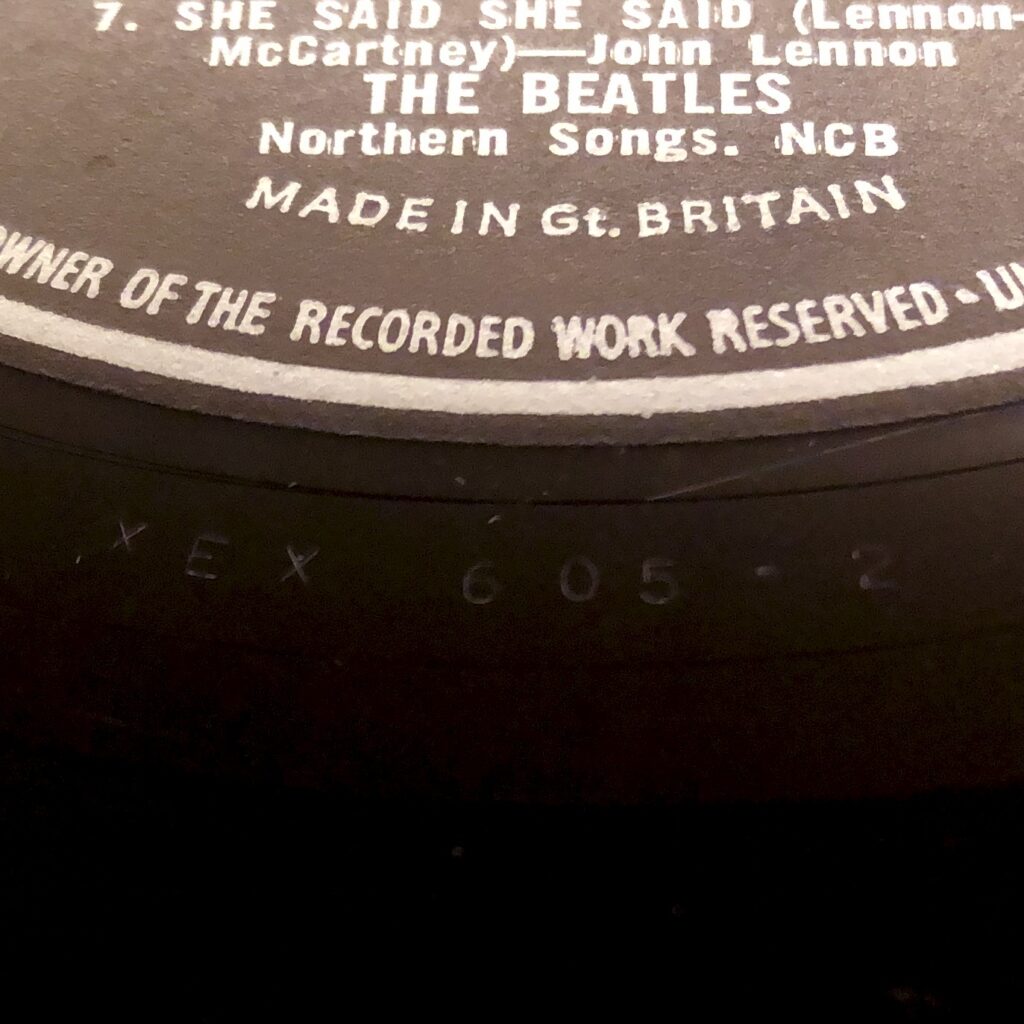 7. SHE SAID SHE SAID (Lennon-
McCartney)—John Lennon
THE BEATLES
Northern Songs. NCB
MADE IN Gt. BRITAIN
OWNER OF THE RECORDED WORK RESERVED •
XEX 605-2